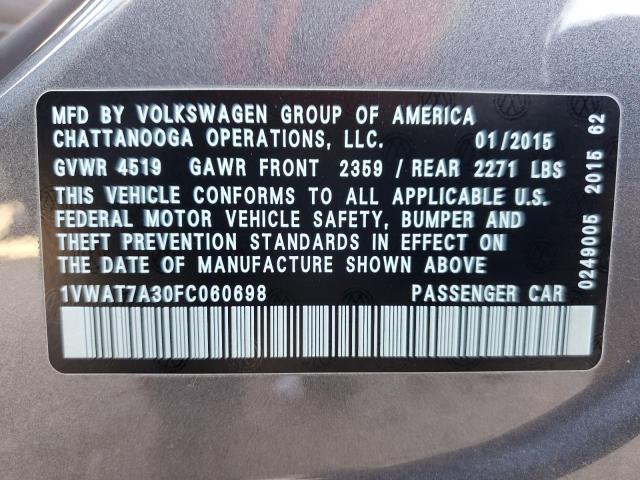 MFD BY VOLKSWAGEN GROUP OF AMERICA
CHATTANOOGA OPERATIONS, LLC. 01/2015
GVWR 4519 GAWR FRONT 2359 / REAR 2271 LBS
THIS VEHICLE CONFORMS TO ALL APPLICABLE U.S.
FEDERAL MOTOR VEHICLE SAFETY, BUMPER AND
THEFT PREVENTION STANDARDS IN EFFECT ON
THE DATE OF MANUFACTURE SHOWN ABOVE
1VWAT7A30FC060698 PASSENGER CAR
0249005 2015 62